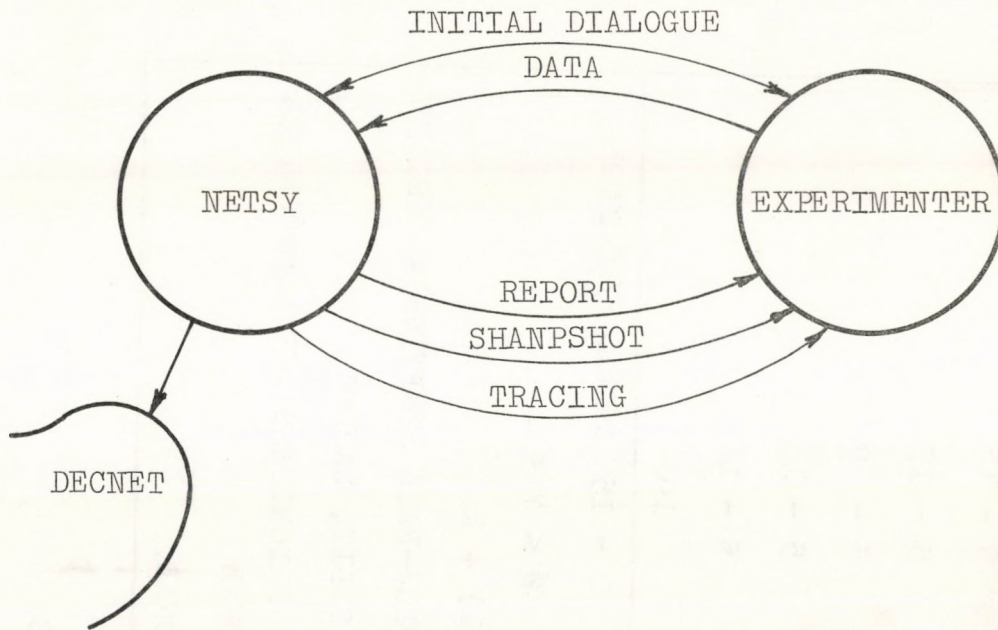 INITIAL DIALOGUE
DATA
NETSY
EXPERIMENTER
REPORT
SHANPSHOT
TRACING
DECNET